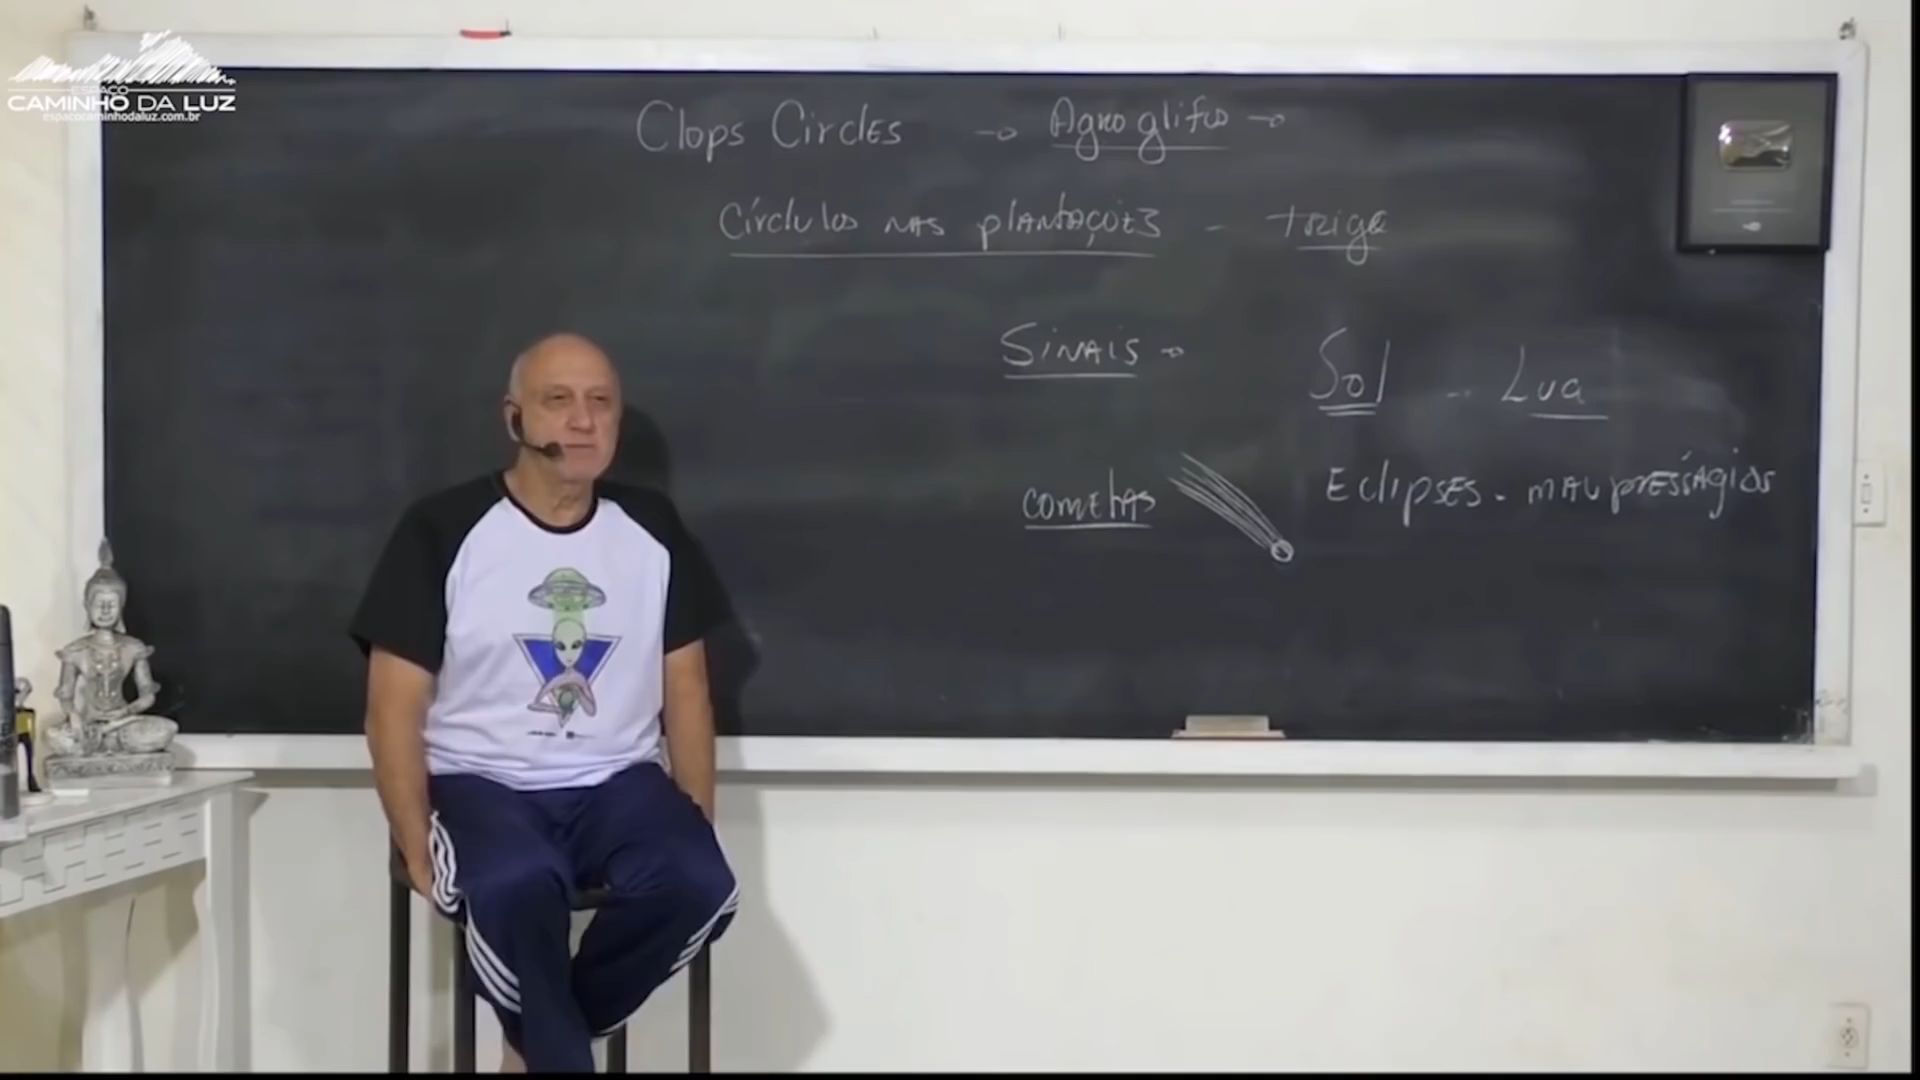 ESPAÇO
CAMINHO DA LUZ
espacocaminhodaluz.com.br
Clops Circles → Agroglifo →
Círculos nas plantações - trigo
Sinais →
Sol - Lua
cometas
Eclipses - mau presságios